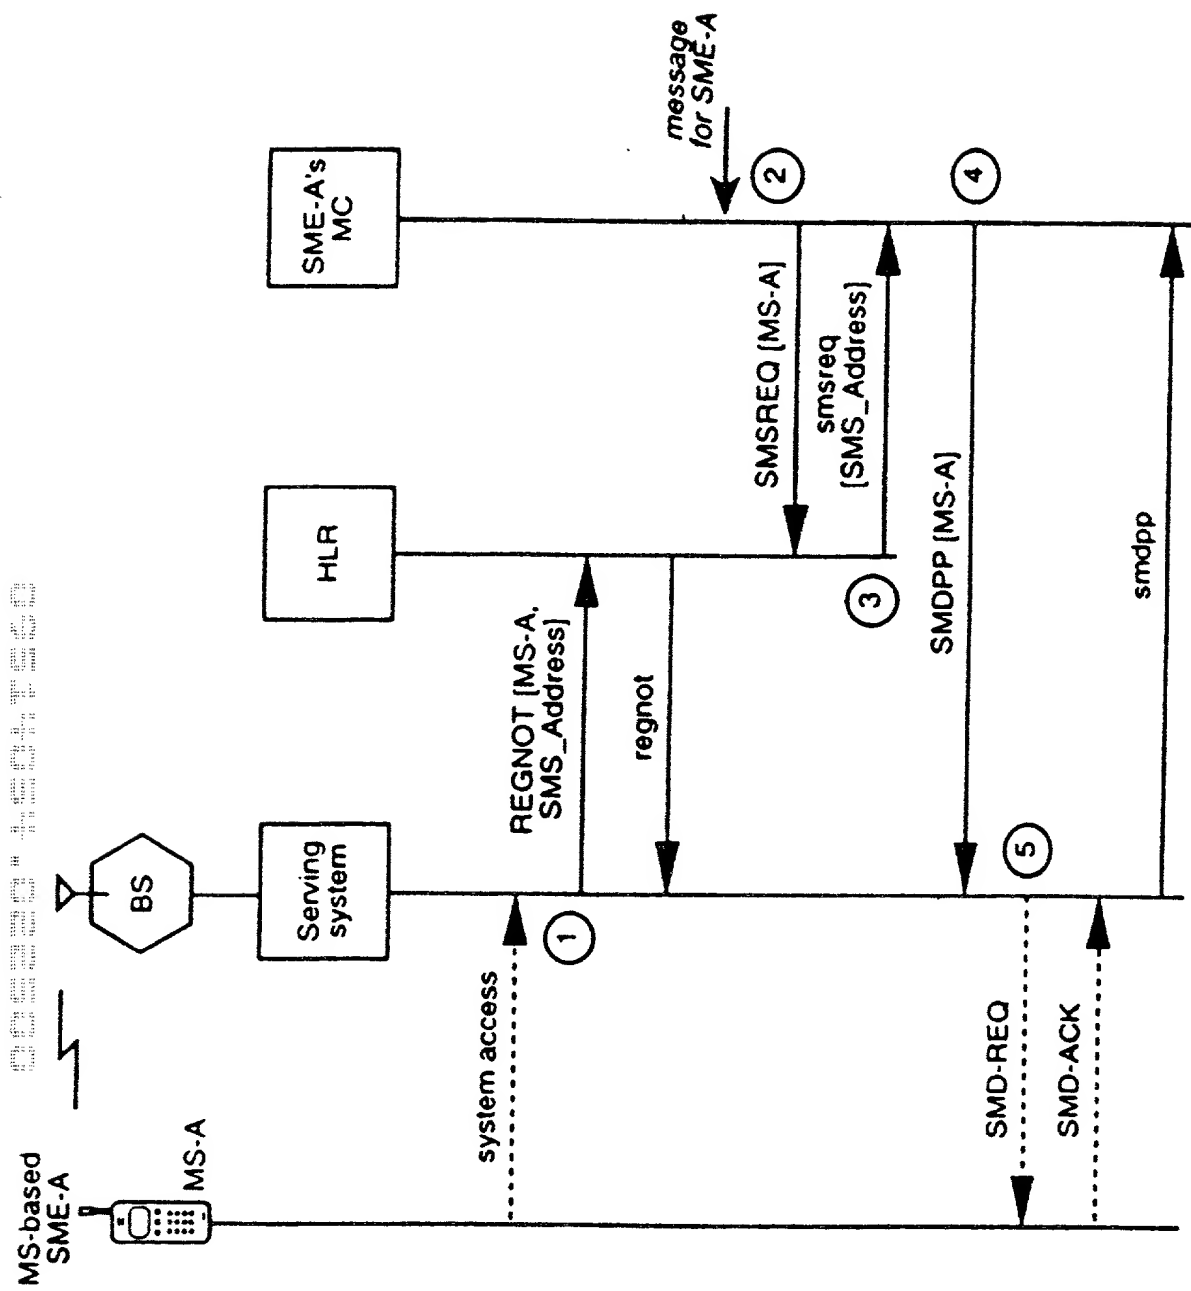 MS-based
SME-A
MS-A
BS
Serving
system
HLR
SME-A's
MC
system access
1
REGNOT [MS-A,
SMS_Address]
regnot
message
for SME-A
2
SMSREQ [MS-A]
smsreq
[SMS_Address]
3
4
SMDPP [MS-A]
5
SMD-REQ
SMD-ACK
smdpp